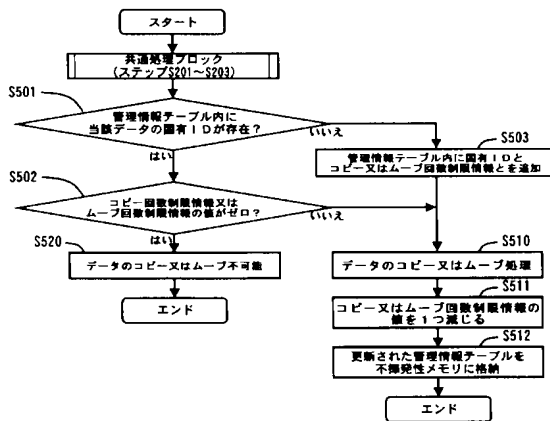 スタート
共通処理ブロック
(ステップS201~S203)
S501
管理情報テーブル内に
当該データの固有IDが存在?
いいえ
はい
S503
管理情報テーブル内に固有IDと
コピー又はムーブ回数制限情報とを追加
S502
コピー回数制限情報又は
ムーブ回数制限情報の値がゼロ?
いいえ
はい
S520
データのコピー又はムーブ不可能
エンド
S510
データのコピー又はムーブ処理
S511
コピー又はムーブ回数制限情報の
値を1つ減じる
S512
更新された管理情報テーブルを
不揮発性メモリに格納
エンド